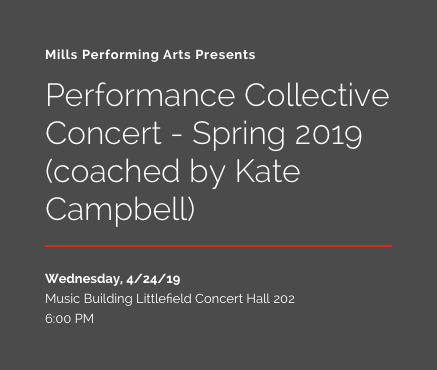 Mills Performing Arts Presents
Performance Collective
Concert - Spring 2019
(coached by Kate
Campbell)
Wednesday, 4/24/19
Music Building Littlefield Concert Hall 202
6:00 PM